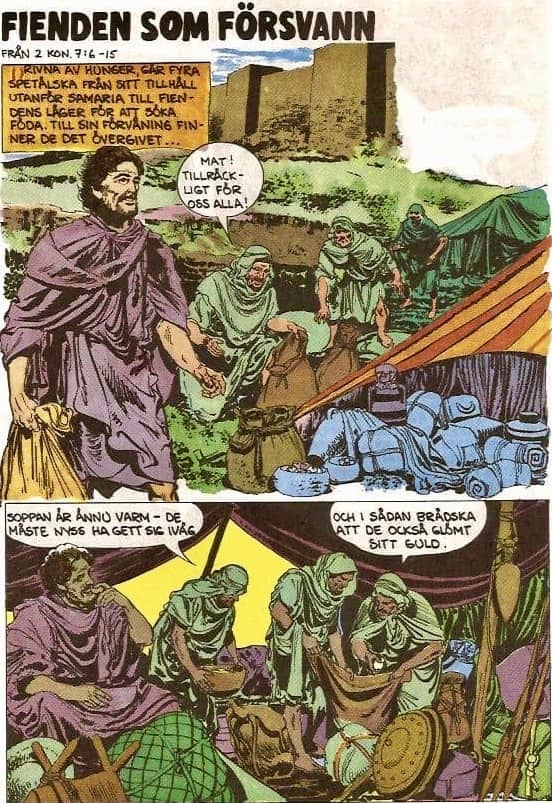 FIENDEN SOM FÖRSVANN
FRÅN 2 KON. 7:6-15
DRIVNA AV HUNGER, GÅR FYRA
SPETÄLSKA FRÅN SITT TILLHÅLL
UTANFÖR SAMARIA TILL FIEN-
DENS LÄGER FÖR ATT SÖKA
FÖDA. TILL SIN FÖRVÅNING FIN-
NER DE DET ÖVERGIVET...
MAT!
TILLRÄCK-
LIGT FÖR
OSS ALLA!
SOPPAN ÄR ÄNNU VARM - DE
MÅSTE NYSS HA GETT SIG IVÄG
OCH I SÅDAN BRÅDSKA
ATT DE OCKSÅ GLÖMT
SITT GULD.